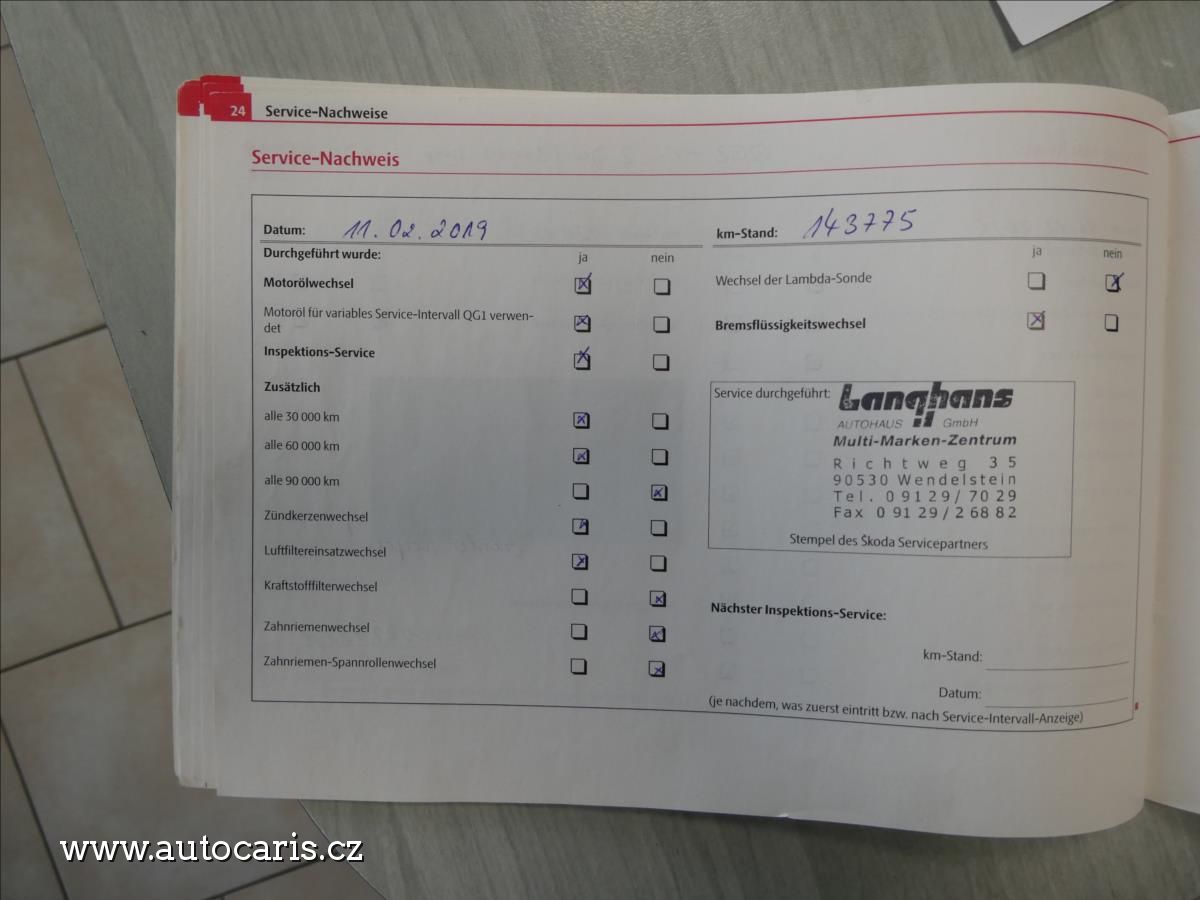 24 Service-Nachweise
Service-Nachweis
Datum: 11.02.2019
Durchgeführt wurde: ja nein
Motorölwechsel
Motoröl für variables Service-Intervall QG1 verwen-
det
Inspektions-Service
Zusätzlich
alle 30 000 km
alle 60 000 km
alle 90 000 km
Zündkerzenwechsel
Luftfiltereinsatzwechsel
Kraftstofffilterwechsel
Zahnriemenwechsel
Zahnriemen-Spannrollenwechsel
km-Stand: 143775
ja nein
Wechsel der Lambda-Sonde
Bremsflüssigkeitswechsel
Service durchgeführt:
Langhans
AUTOHAUS GmbH
Multi-Marken-Zentrum
Richtweg 35
90530 Wendelstein
Tel. 09129/7029
Fax 09129/26882
Stempel des Škoda Servicepartners
Nächster Inspektions-Service:
km-Stand:
Datum:
(je nachdem, was zuerst eintritt bzw. nach Service-Intervall-Anzeige)
www.autocaris.cz